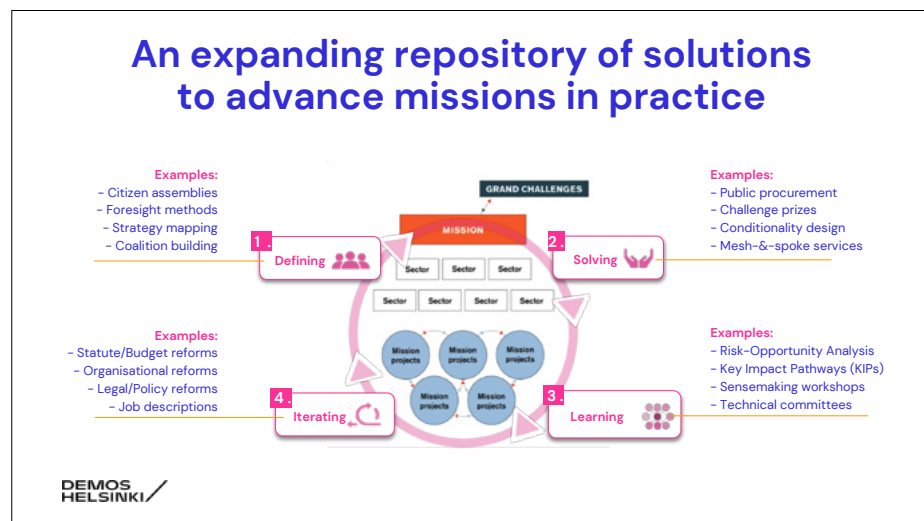 An expanding repository of solutions
to advance missions in practice
Examples:
- Citizen assemblies
- Foresight methods
- Strategy mapping
- Coalition building
GRAND CHALLENGES
MISSION
Examples:
- Public procurement
- Challenge prizes
- Conditionality design
- Mesh-&-spoke services
1.
Defining
2.
Solving
Sector Sector Sector
Sector Sector Sector Sector
Examples:
- Statute/Budget reforms
- Organisational reforms
- Legal/Policy reforms
- Job descriptions
Mission
projects
Mission
projects
Mission
projects
Mission
projects
Mission
projects
Examples:
- Risk-Opportunity Analysis
- Key Impact Pathways (KIPs)
- Sensemaking workshops
- Technical committees
4.
Iterating
3.
Learning
DEMOS
HELSINKI